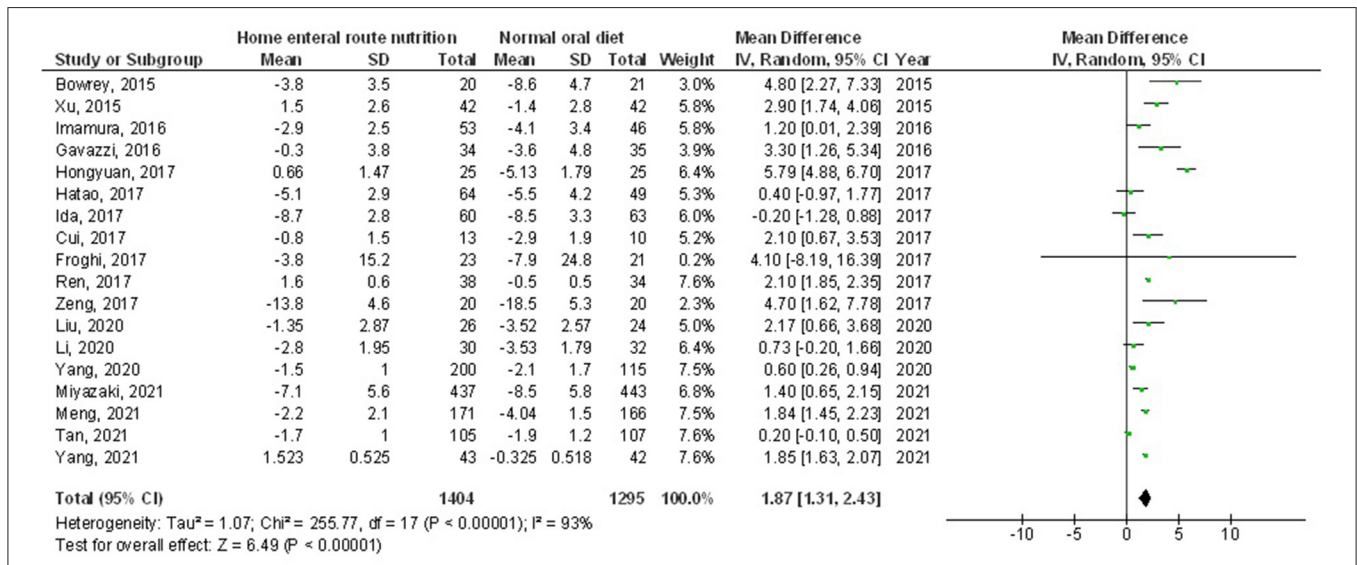 Home enteral route nutrition Normal oral diet Mean Difference Mean Difference
Study or Subgroup Mean SD Total Mean SD Total Weight IV, Random, 95% CI Year IV, Random, 95% CI
Bowrey, 2015 -3.8 3.5 20 -8.6 4.7 21 3.0% 4.80 [2.27, 7.33] 2015
Xu, 2015 1.5 2.6 42 -1.4 2.8 42 5.8% 2.90 [1.74, 4.06] 2015
Imamura, 2016 -2.9 2.5 53 -4.1 3.4 46 5.8% 1.20 [0.01, 2.39] 2016
Gavazzi, 2016 -0.3 3.8 34 -3.6 4.8 35 3.9% 3.30 [1.26, 5.34] 2016
Hongyuan, 2017 0.66 1.47 25 -5.13 1.79 25 6.4% 5.79 [4.88, 6.70] 2017
Hatao, 2017 -5.1 2.9 64 -5.5 4.2 49 5.3% 0.40 [-0.97, 1.77] 2017
Ida, 2017 -8.7 2.8 60 -8.5 3.3 63 6.0% -0.20 [-1.28, 0.88] 2017
Cui, 2017 -0.8 1.5 13 -2.9 1.9 10 5.2% 2.10 [0.67, 3.53] 2017
Froghi, 2017 -3.8 15.2 23 -7.9 24.8 21 0.2% 4.10 [-8.19, 16.39] 2017
Ren, 2017 1.6 0.6 38 -0.5 0.5 34 7.6% 2.10 [1.85, 2.35] 2017
Zeng, 2017 -13.8 4.6 20 -18.5 5.3 20 2.3% 4.70 [1.62, 7.78] 2017
Liu, 2020 -1.35 2.87 26 -3.52 2.57 24 5.0% 2.17 [0.66, 3.68] 2020
Li, 2020 -2.8 1.95 30 -3.53 1.79 32 6.4% 0.73 [-0.20, 1.66] 2020
Yang, 2020 -1.5 1 200 -2.1 1.7 115 7.5% 0.60 [0.26, 0.94] 2020
Miyazaki, 2021 -7.1 5.6 437 -8.5 5.8 443 6.8% 1.40 [0.65, 2.15] 2021
Meng, 2021 -2.2 2.1 171 -4.04 1.5 166 7.5% 1.84 [1.45, 2.23] 2021
Tan, 2021 -1.7 1 105 -1.9 1.2 107 7.6% 0.20 [-0.10, 0.50] 2021
Yang, 2021 1.523 0.525 43 -0.325 0.518 42 7.6% 1.85 [1.63, 2.07] 2021
Total (95% CI) 1404 1295 100.0% 1.87 [1.31, 2.43]
Heterogeneity: Tau² = 1.07; Chi² = 255.77, df = 17 (P < 0.00001); I² = 93%
Test for overall effect: Z = 6.49 (P < 0.00001)
-10 -5 0 5 10